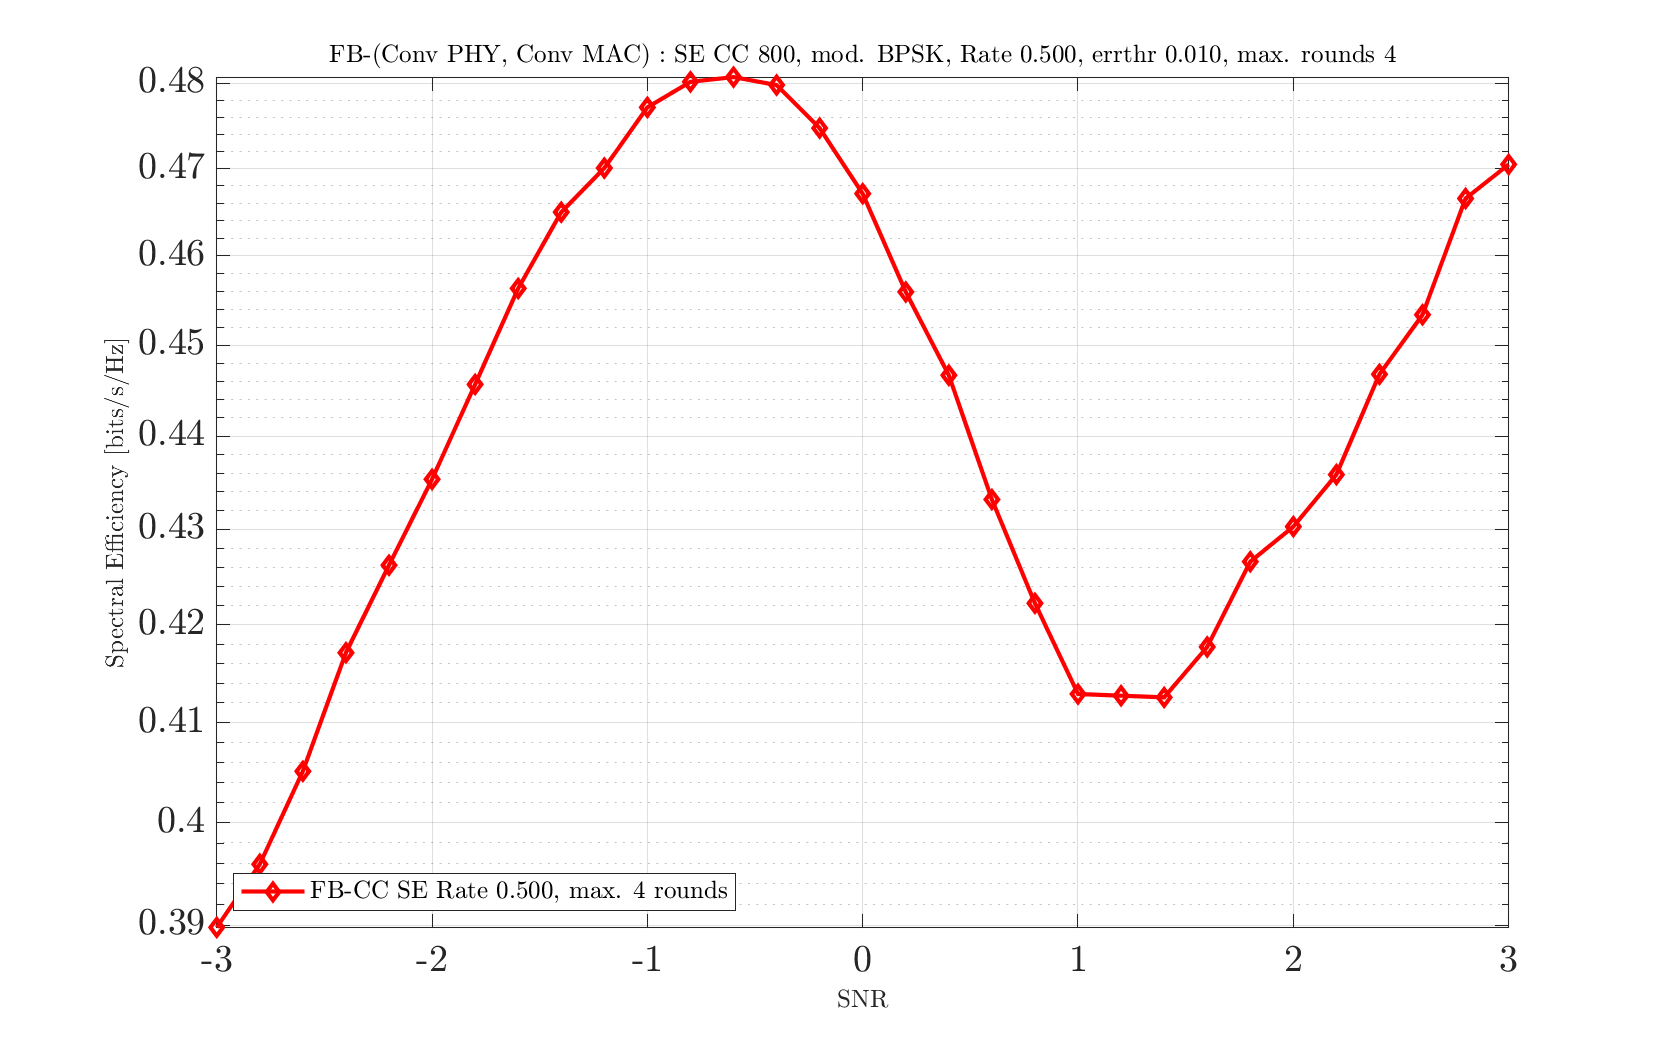 FB-(Conv PHY, Conv MAC) : SE CC 800, mod. BPSK, Rate 0.500, errthr 0.010, max. rounds 4
0.48
0.47
0.46
0.45
0.44
0.43
0.42
0.41
0.4
0.39
Spectral Efficiency [bits/s/Hz]
FB-CC SE Rate 0.500, max. 4 rounds
-3 -2 -1 0 1 2 3
SNR